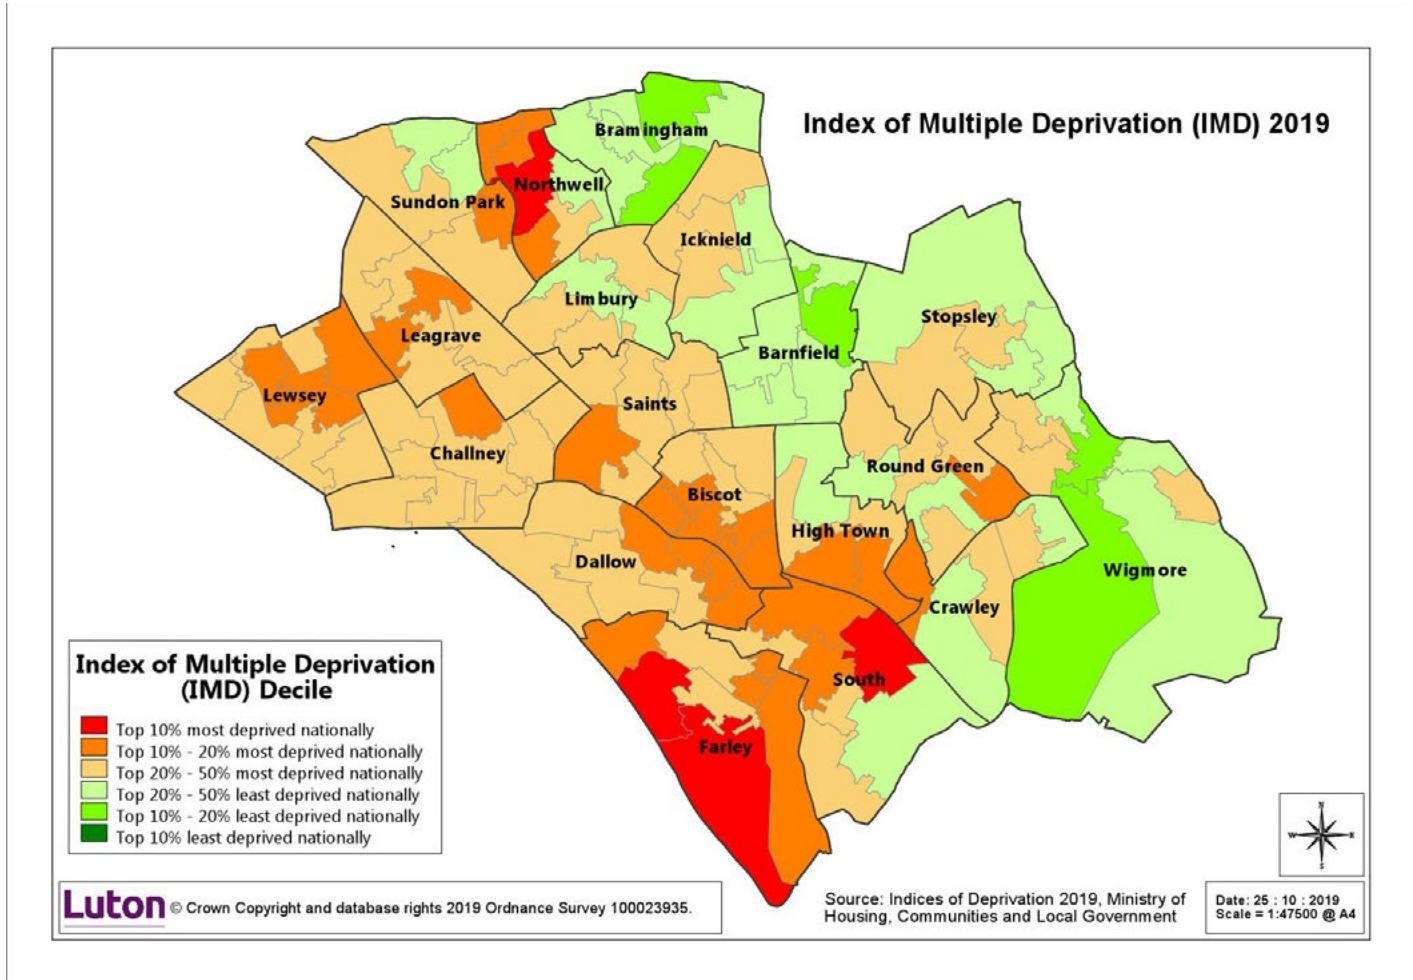 Index of Multiple Deprivation (IMD) 2019
Bramingham
Northwell
Sundon Park
Icknield
Limbury
Stopsley
Leagrave
Barnfield
Lewsey
Saints
Challney
Round Green
Biscot
High Town
Dallow
Wigmore
Crawley
South
Farley
Index of Multiple Deprivation
(IMD) Decile
Top 10% most deprived nationally
Top 10% - 20% most deprived nationally
Top 20% - 50% most deprived nationally
Top 20% - 50% least deprived nationally
Top 10% - 20% least deprived nationally
Top 10% least deprived nationally
N
W
E
S
Luton
© Crown Copyright and database rights 2019 Ordnance Survey 100023935.
Source: Indices of Deprivation 2019, Ministry of
Housing, Communities and Local Government
Date: 25 : 10 : 2019
Scale = 1:47500 @ A4